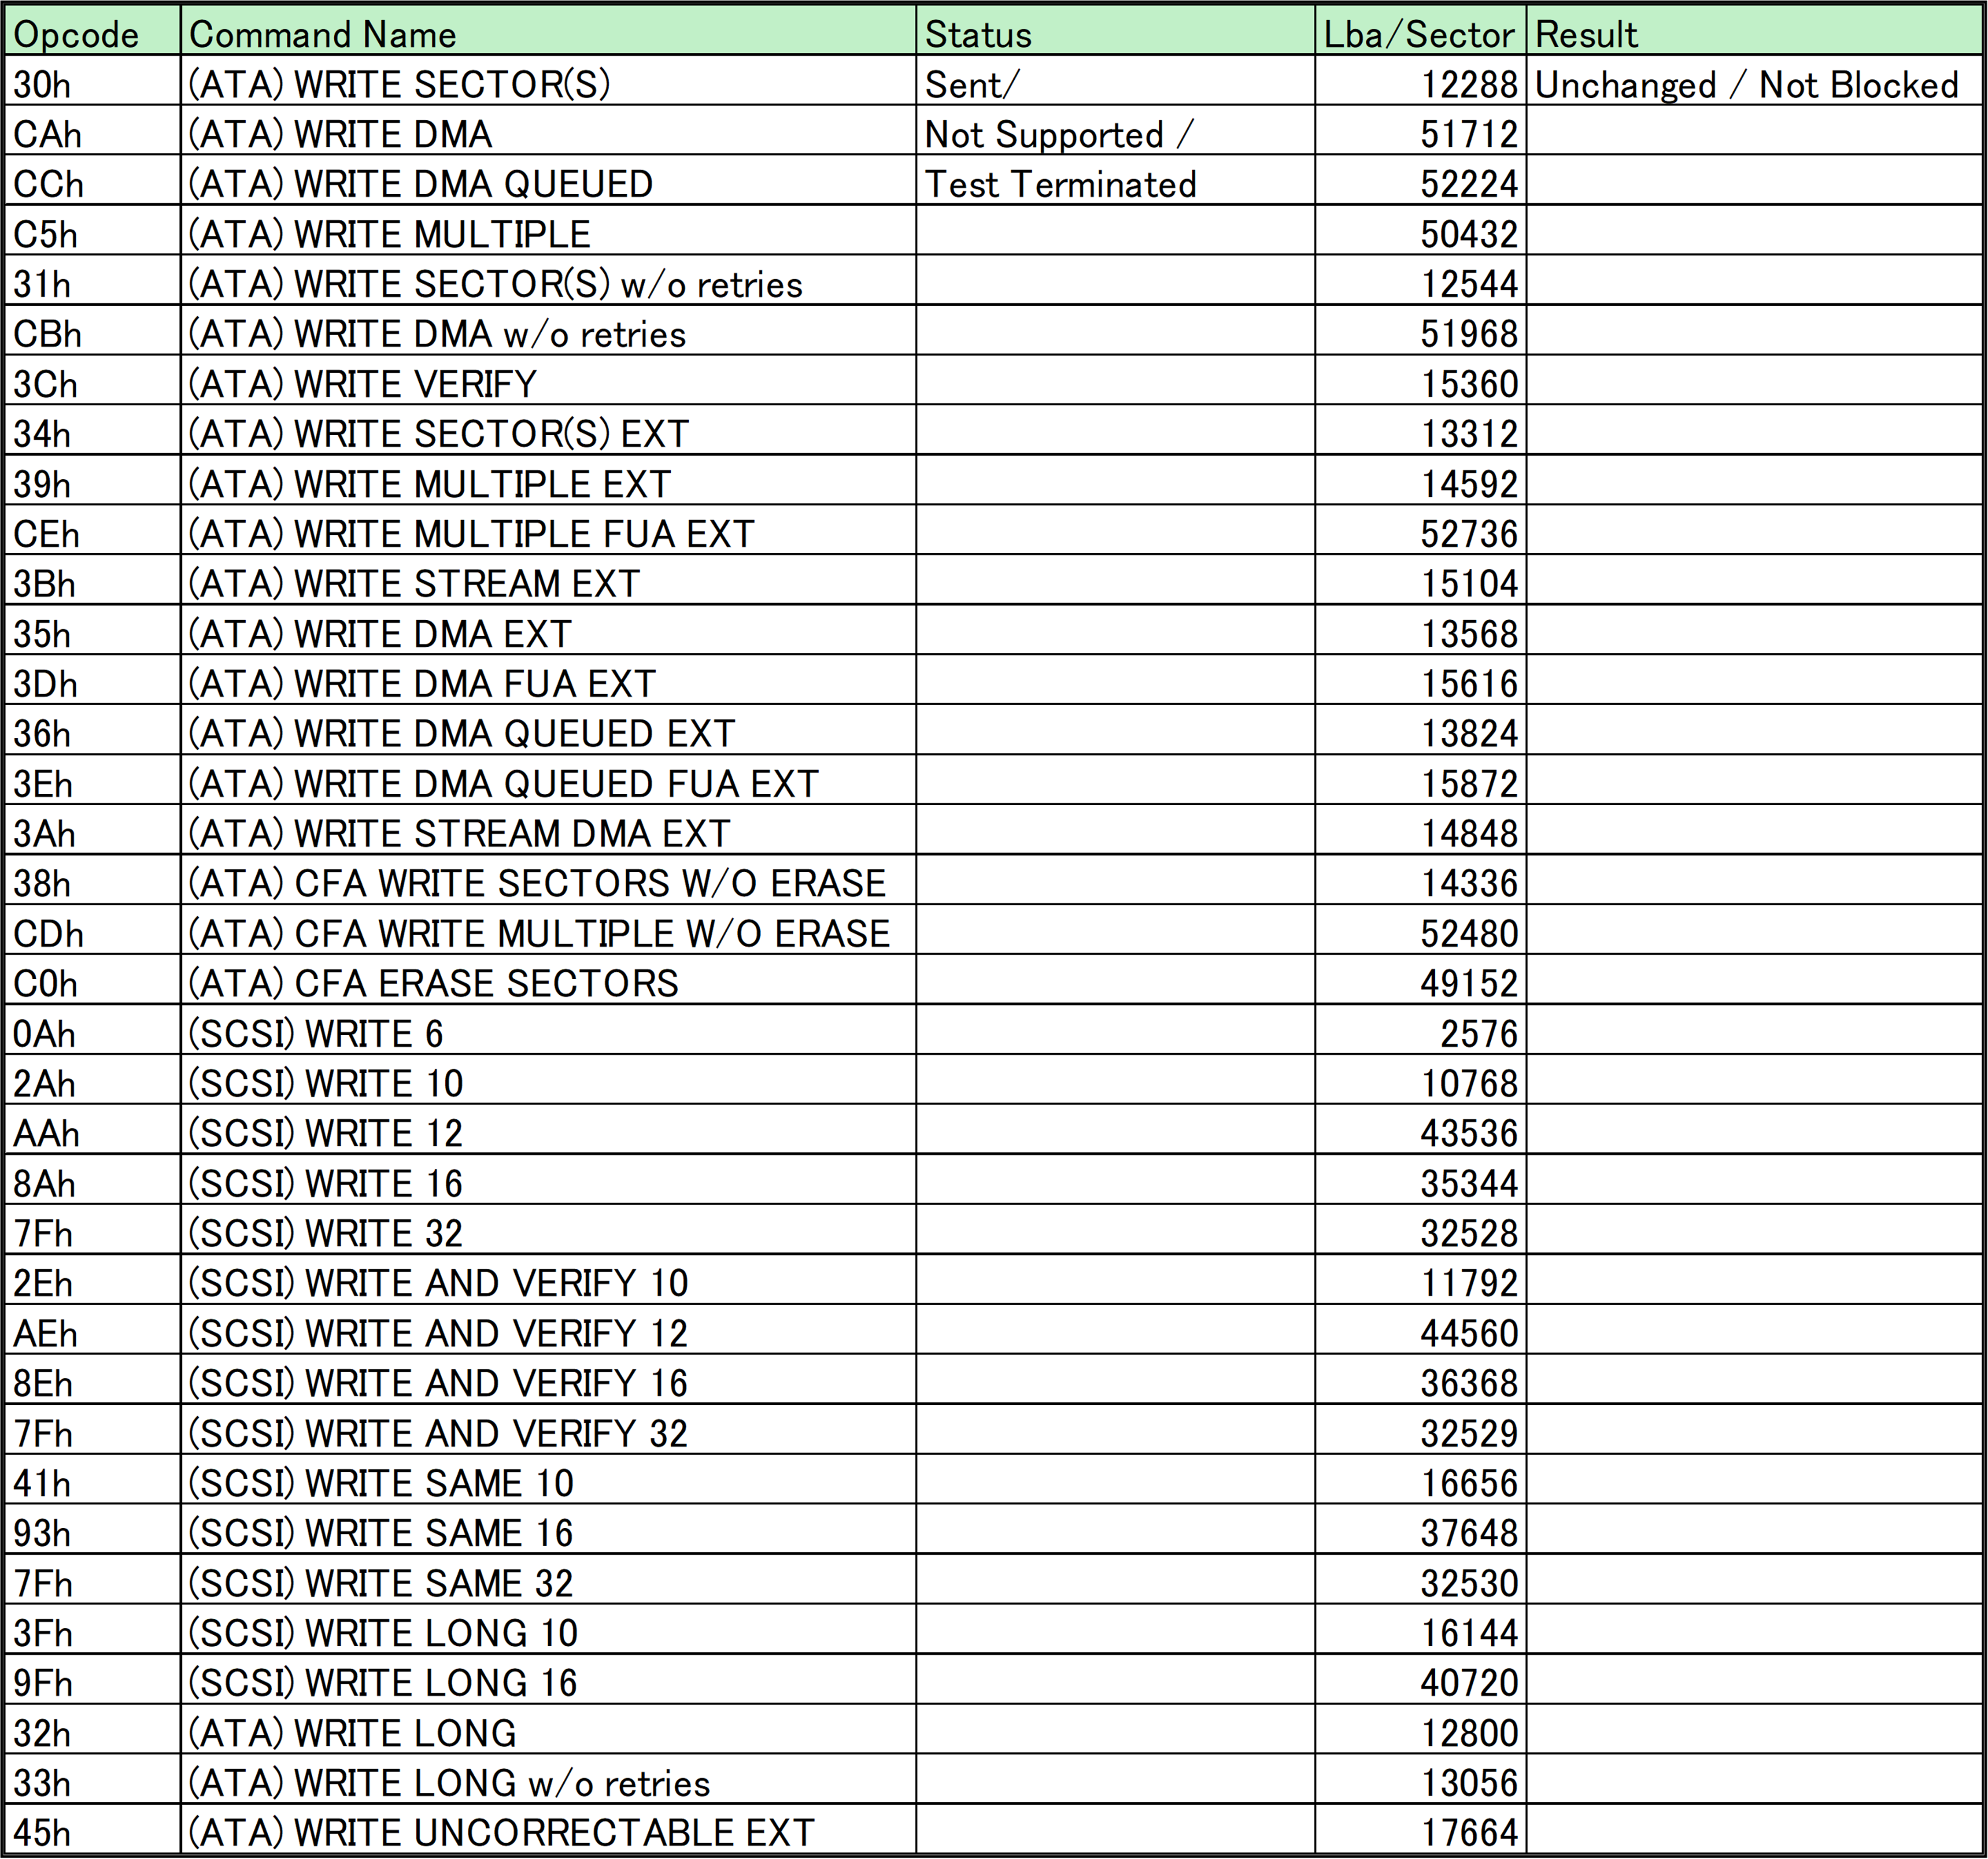 Opcode Command Name Status Lba/Sector Result
30h (ATA) WRITE SECTOR(S) Sent/ 12288 Unchanged / Not Blocked
CAh (ATA) WRITE DMA Not Supported / 51712
CCh (ATA) WRITE DMA QUEUED Test Terminated 52224
C5h (ATA) WRITE MULTIPLE 50432
31h (ATA) WRITE SECTOR(S) w/o retries 12544
CBh (ATA) WRITE DMA w/o retries 51968
3Ch (ATA) WRITE VERIFY 15360
34h (ATA) WRITE SECTOR(S) EXT 13312
39h (ATA) WRITE MULTIPLE EXT 14592
CEh (ATA) WRITE MULTIPLE FUA EXT 52736
3Bh (ATA) WRITE STREAM EXT 15104
35h (ATA) WRITE DMA EXT 13568
3Dh (ATA) WRITE DMA FUA EXT 15616
36h (ATA) WRITE DMA QUEUED EXT 13824
3Eh (ATA) WRITE DMA QUEUED FUA EXT 15872
3Ah (ATA) WRITE STREAM DMA EXT 14848
38h (ATA) CFA WRITE SECTORS W/O ERASE 14336
CDh (ATA) CFA WRITE MULTIPLE W/O ERASE 52480
C0h (ATA) CFA ERASE SECTORS 49152
0Ah (SCSI) WRITE 6 2576
2Ah (SCSI) WRITE 10 10768
AAh (SCSI) WRITE 12 43536
8Ah (SCSI) WRITE 16 35344
7Fh (SCSI) WRITE 32 32528
2Eh (SCSI) WRITE AND VERIFY 10 11792
AEh (SCSI) WRITE AND VERIFY 12 44560
8Eh (SCSI) WRITE AND VERIFY 16 36368
7Fh (SCSI) WRITE AND VERIFY 32 32529
41h (SCSI) WRITE SAME 10 16656
93h (SCSI) WRITE SAME 16 37648
7Fh (SCSI) WRITE SAME 32 32530
3Fh (SCSI) WRITE LONG 10 16144
9Fh (SCSI) WRITE LONG 16 40720
32h (ATA) WRITE LONG 12800
33h (ATA) WRITE LONG w/o retries 13056
45h (ATA) WRITE UNCORRECTABLE EXT 17664